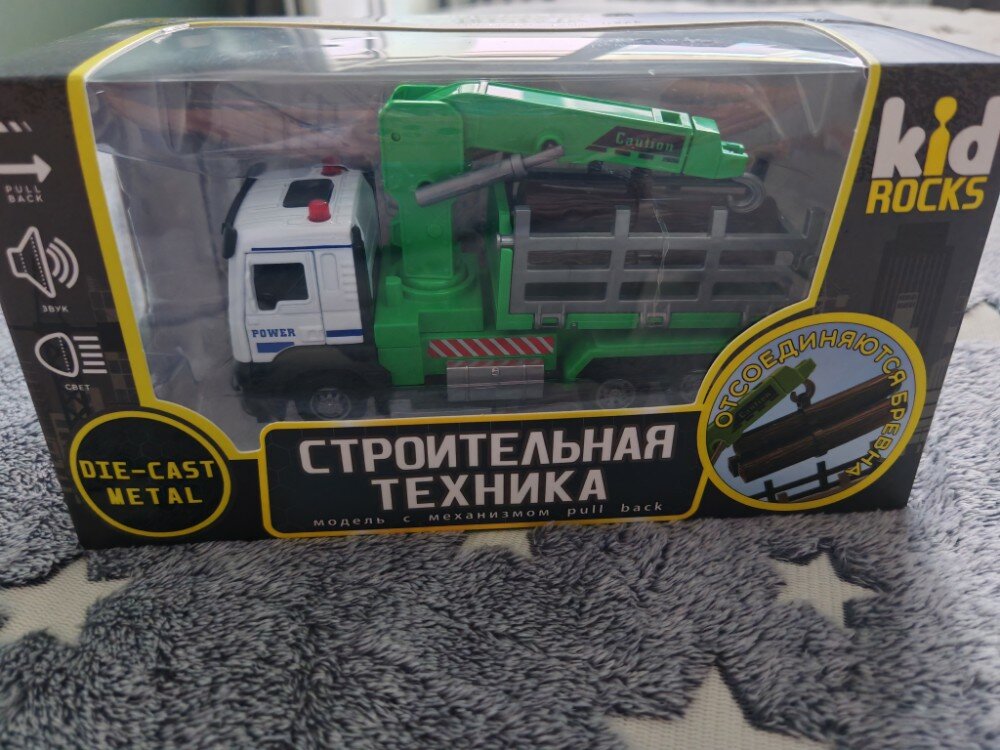 PULL
BACK
ЗВУК
СВЕТ
DIE-CAST
METAL
POWER
Caution
kid
ROCKS
ОТСОЕДИНЯЮТСЯ БРЕВНА
Caution
СТРОИТЕЛЬНАЯ
ТЕХНИКА
модель с механизмом pull back